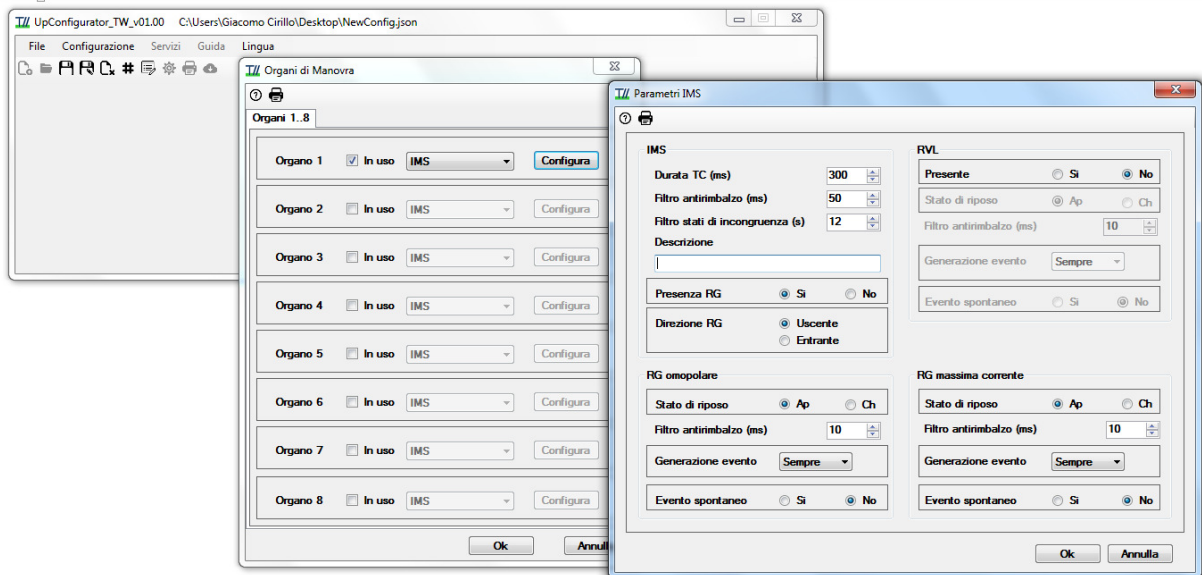 UpConfigurator_TW_v01.00 C:\Users\Giacomo Cirillo\Desktop\NewConfig.json
File Configurazione Servizi Guida Lingua
Organi di Manovra
Organi 1..8
Organo 1 In uso IMS Configura
Organo 2 In uso IMS Configura
Organo 3 In uso IMS Configura
Organo 4 In uso IMS Configura
Organo 5 In uso IMS Configura
Organo 6 In uso IMS Configura
Organo 7 In uso IMS Configura
Organo 8 In uso IMS Configura
Ok Annull
Parametri IMS
IMS
Durata TC (ms) 300
Filtro antirimbalzo (ms) 50
Filtro stati di incongruenza (s) 12
Descrizione
Presenza RG Si No
Direzione RG Uscente
Entrante
RVL
Presente Si No
Stato di riposo Ap Ch
Filtro antirimbalzo (ms) 10
Generazione evento Sempre
Evento spontaneo Si No
RG omopolare
Stato di riposo Ap Ch
Filtro antirimbalzo (ms) 10
Generazione evento Sempre
Evento spontaneo Si No
RG massima corrente
Stato di riposo Ap Ch
Filtro antirimbalzo (ms) 10
Generazione evento Sempre
Evento spontaneo Si No
Ok Annulla